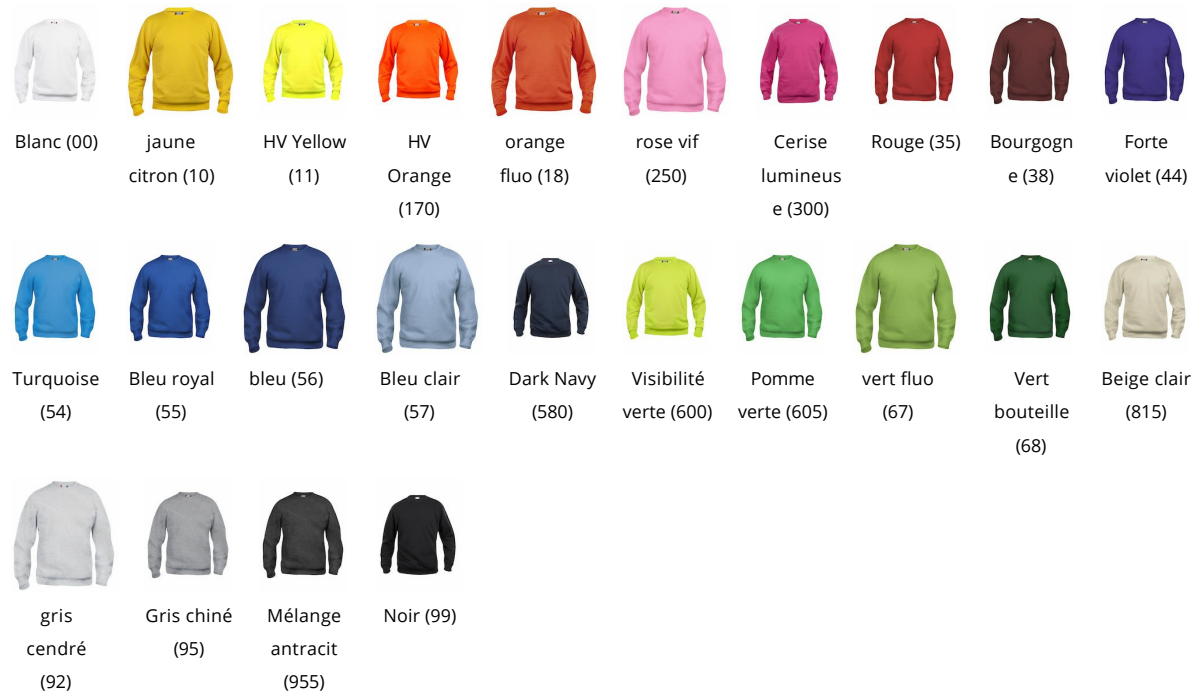 Blanc (00)
jaune
citron (10)
HV Yellow
(11)
HV
Orange
(170)
orange
fluo (18)
rose vif
(250)
Cerise
lumineus
e (300)
Rouge (35)
Bourgogn
e (38)
Forte
violet (44)
Turquoise
(54)
Bleu royal
(55)
bleu (56)
Bleu clair
(57)
Dark Navy
(580)
Visibilité
verte (600)
Pomme
verte (605)
vert fluo
(67)
Vert
bouteille
(68)
Beige clair
(815)
gris
cendré
(92)
Gris chiné
(95)
Mélange
antracit
(955)
Noir (99)